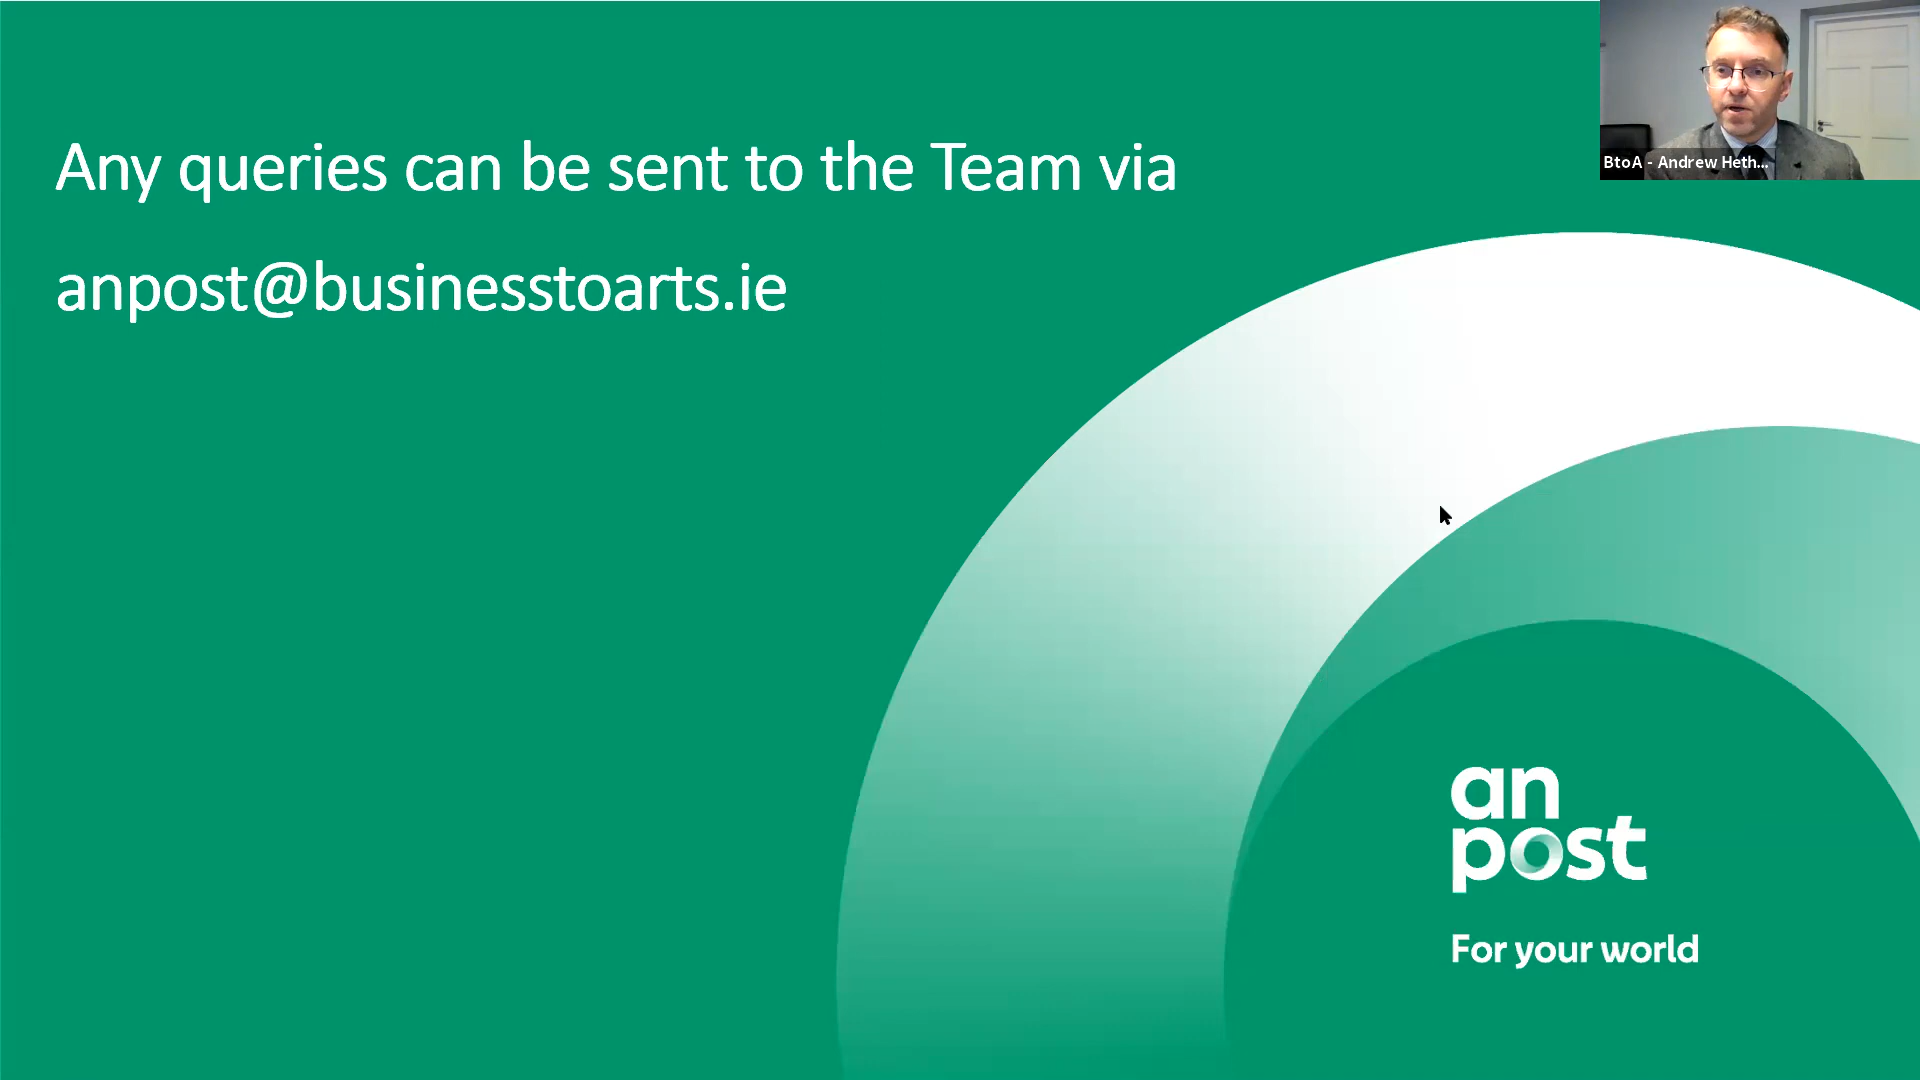 Any queries can be sent to the Team via
anpost@businesstoarts.ie
BtoA - Andrew Heth...
an
post
For your world